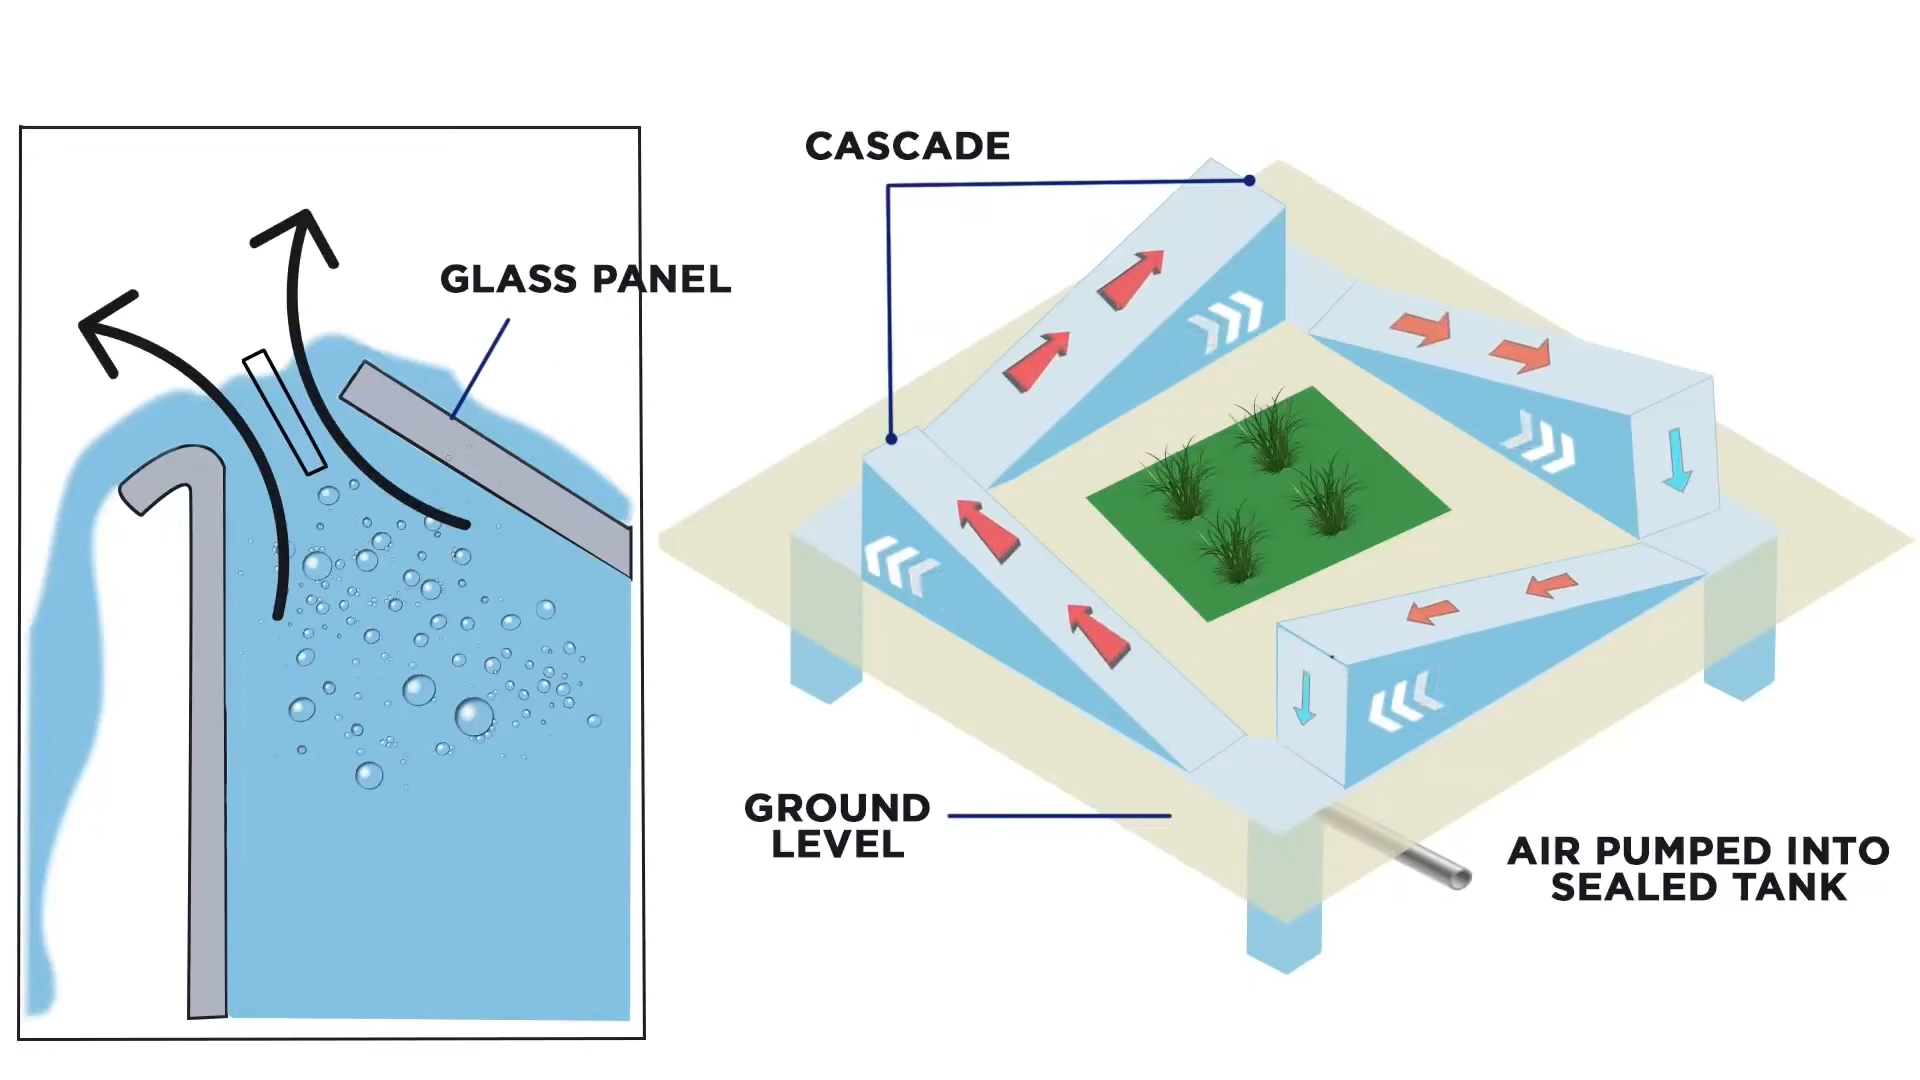 CASCADE
GLASS PANEL
GROUND
LEVEL
AIR PUMPED INTO
SEALED TANK